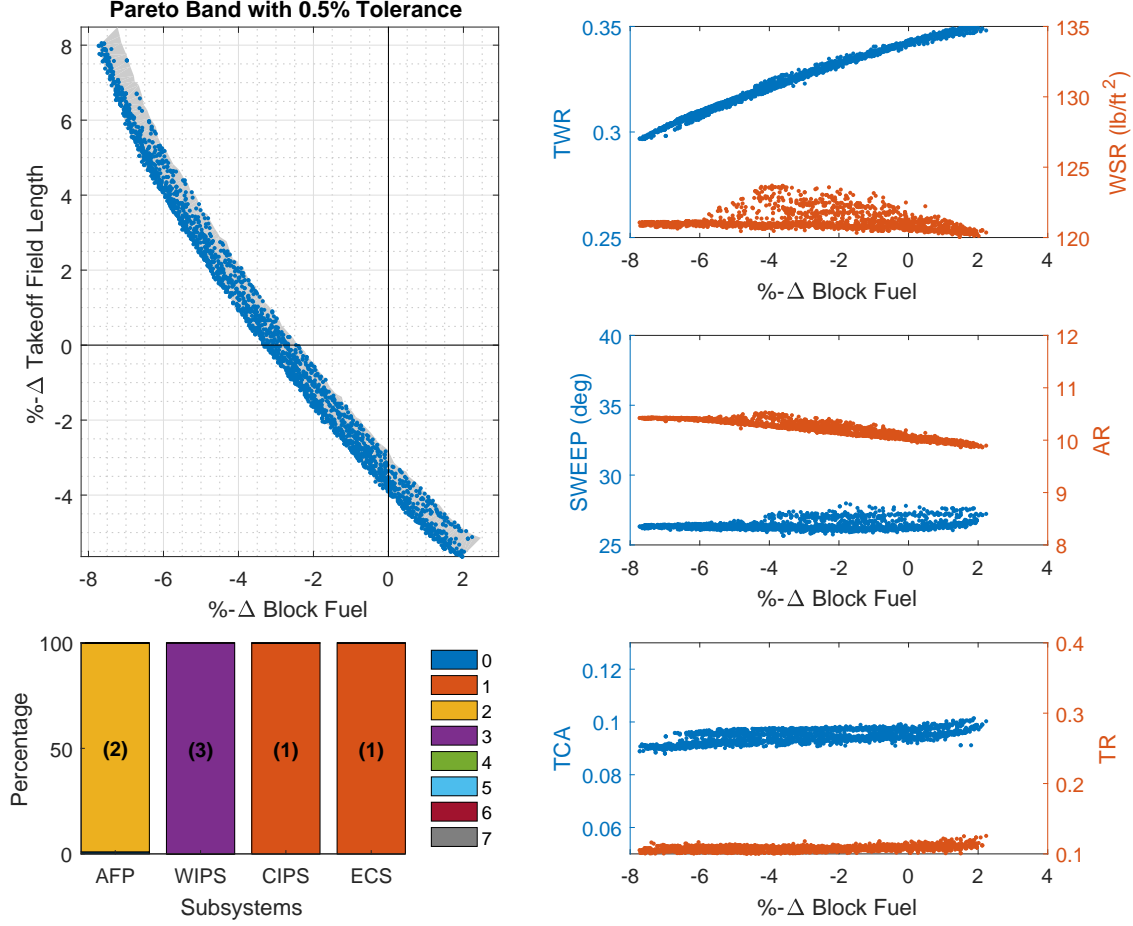 Pareto Band with 0.5% Tolerance
8
6
4
2
0
-2
-4
%-Δ Takeoff Field Length
-8 -6 -4 -2 0 2
%-Δ Block Fuel
100
50
0
Percentage
(2) (3) (1) (1)
AFP WIPS CIPS ECS
Subsystems
0
1
2
3
4
5
6
7
0.35
0.3
0.25
TWR
135
130
125
120
WSR (lb/ft 2)
-8 -6 -4 -2 0 2 4
%-Δ Block Fuel
40
35
30
25
SWEEP (deg)
12
11
10
9
8
AR
-8 -6 -4 -2 0 2 4
%-Δ Block Fuel
0.12
0.1
0.08
0.06
TCA
0.4
0.3
0.2
0.1
TR
-8 -6 -4 -2 0 2 4
%-Δ Block Fuel